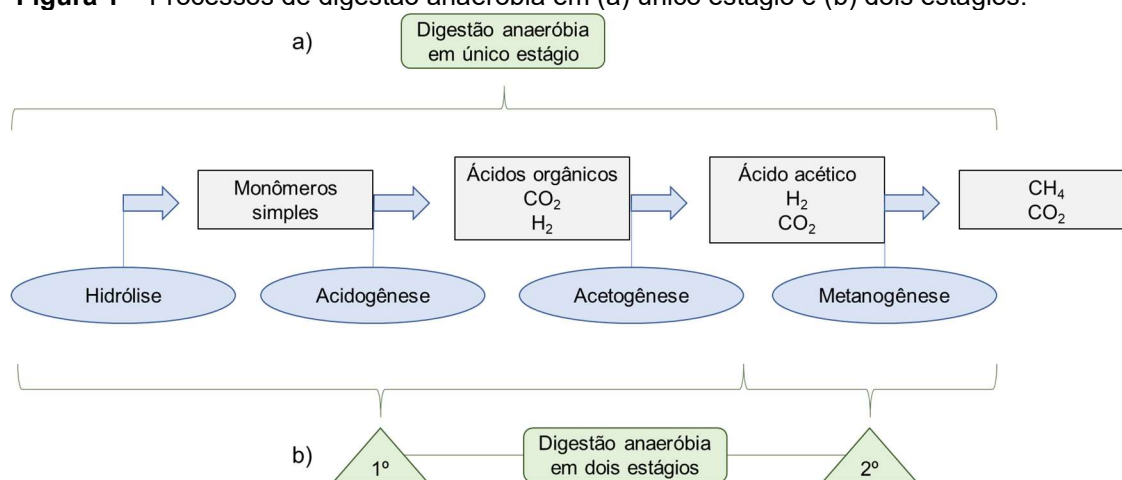 Figura 1 – Processos de digestão anaeróbia em (a) único estágio e (b) dois estágios.
a)
Digestão anaeróbia
em único estágio
Monômeros
simples
Ácidos orgânicos
CO₂
H₂
Ácido acético
H₂
CO₂
CH₄
CO₂
Hidrólise
Acidogênese
Acetogênese
Metanogênese
b)
1º
Digestão anaeróbia
em dois estágios
2º